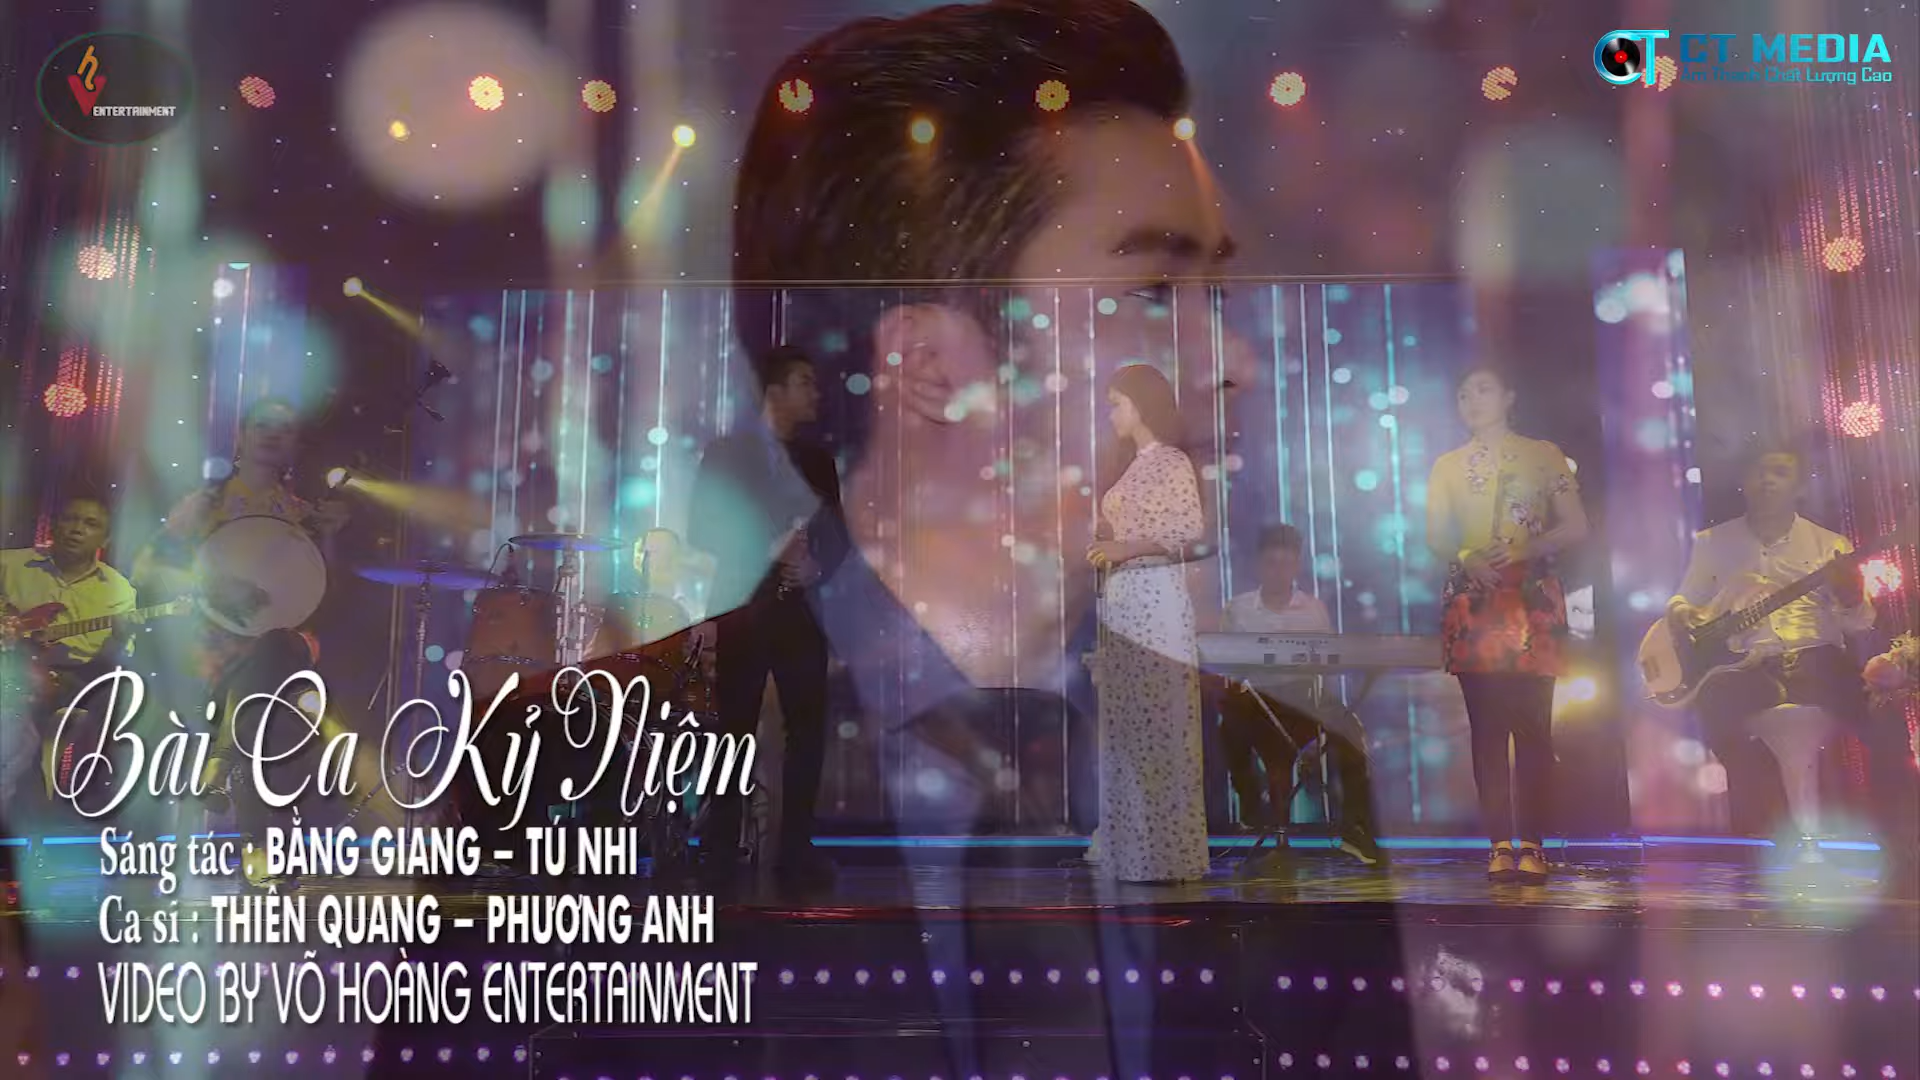 h
V
ENTERTAINMENT
CT CT MEDIA
Âm Thanh Chất Lượng Cao
Bài Ca Kỷ Niệm
Sáng tác : BẰNG GIANG – TÚ NHI
Ca sĩ : THIÊN QUANG – PHƯƠNG ANH
VIDEO BY VÕ HOÀNG ENTERTAINMENT